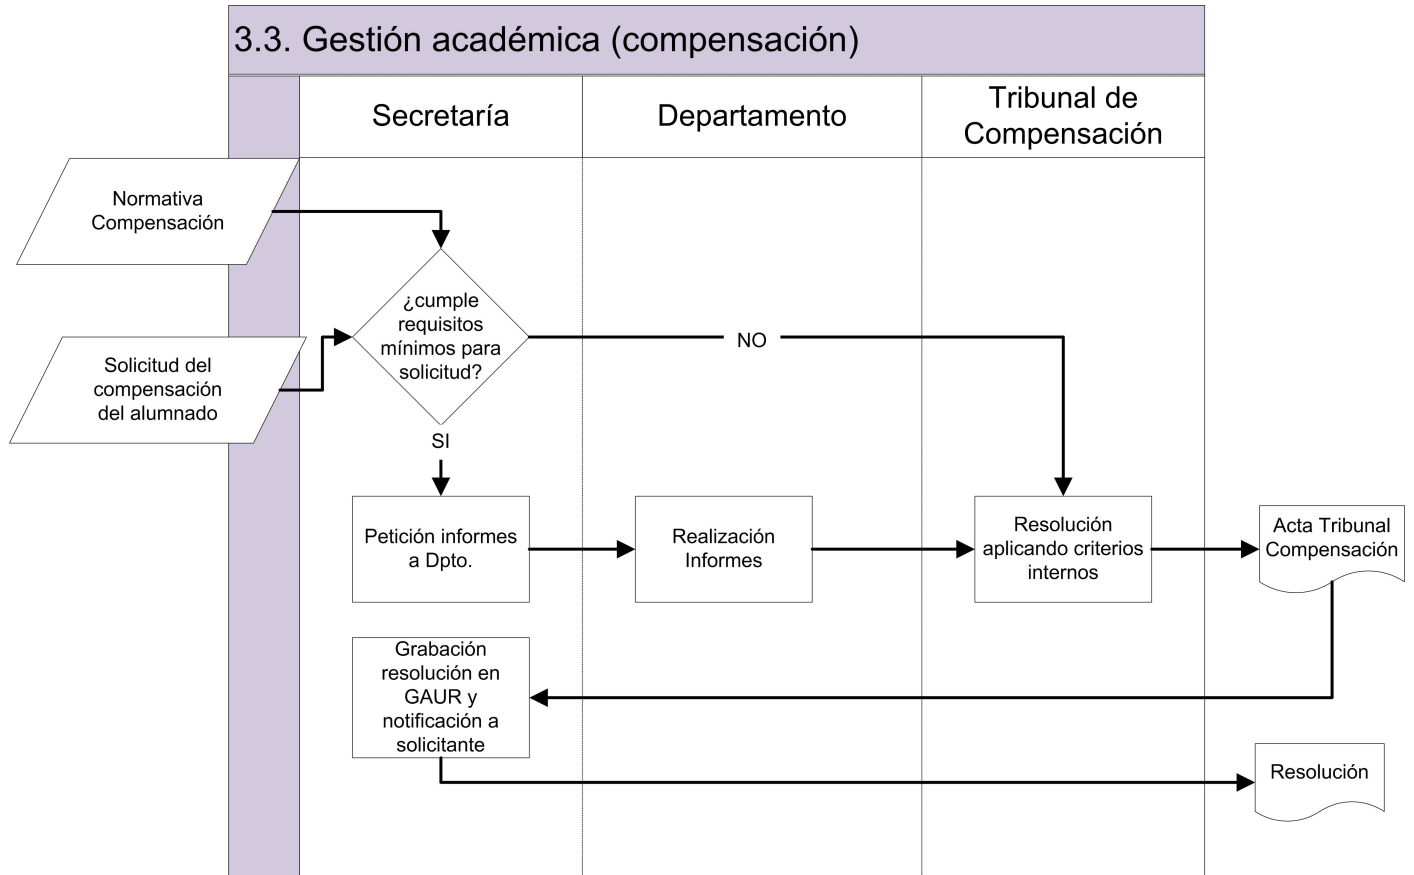 3.3. Gestión académica (compensación)
Secretaría
Departamento
Tribunal de
Compensación
Normativa
Compensación
¿cumple
requisitos
mínimos para
solicitud?
NO
Solicitud del
compensación
del alumnado
SI
Petición informes
a Dpto.
Realización
Informes
Resolución
aplicando criterios
internos
Acta Tribunal
Compensación
Grabación
resolución en
GAUR y
notificación a
solicitante
Resolución